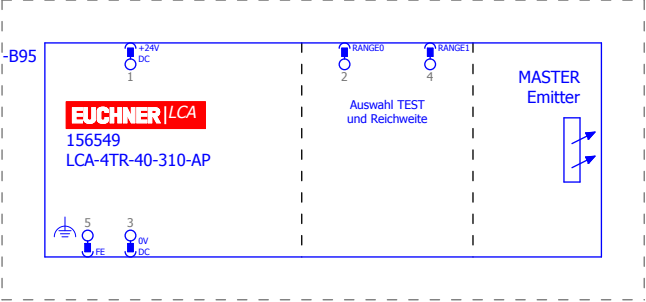 -B95
+24V
DC
1
RANGE0
2
RANGE1
4
MASTER
Emitter
EUCHNER LCA
Auswahl TEST
und Reichweite
156549
LCA-4TR-40-310-AP
5
FE
3
0V
DC